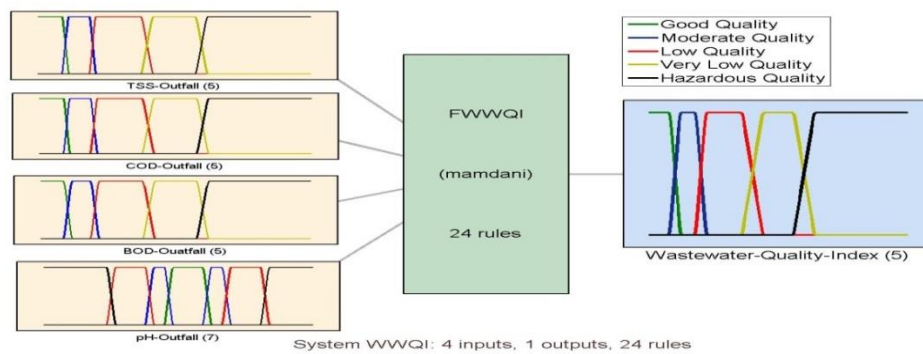 TSS-Outfall (5)
COD-Outfall (5)
BOD-Ouatfall (5)
pH-Outfall (7)
FWWQI
(mamdani)
24 rules
Good Quality
Moderate Quality
Low Quality
Very Low Quality
Hazardous Quality
Wastewater-Quality-Index (5)
System WWQI: 4 inputs, 1 outputs, 24 rules